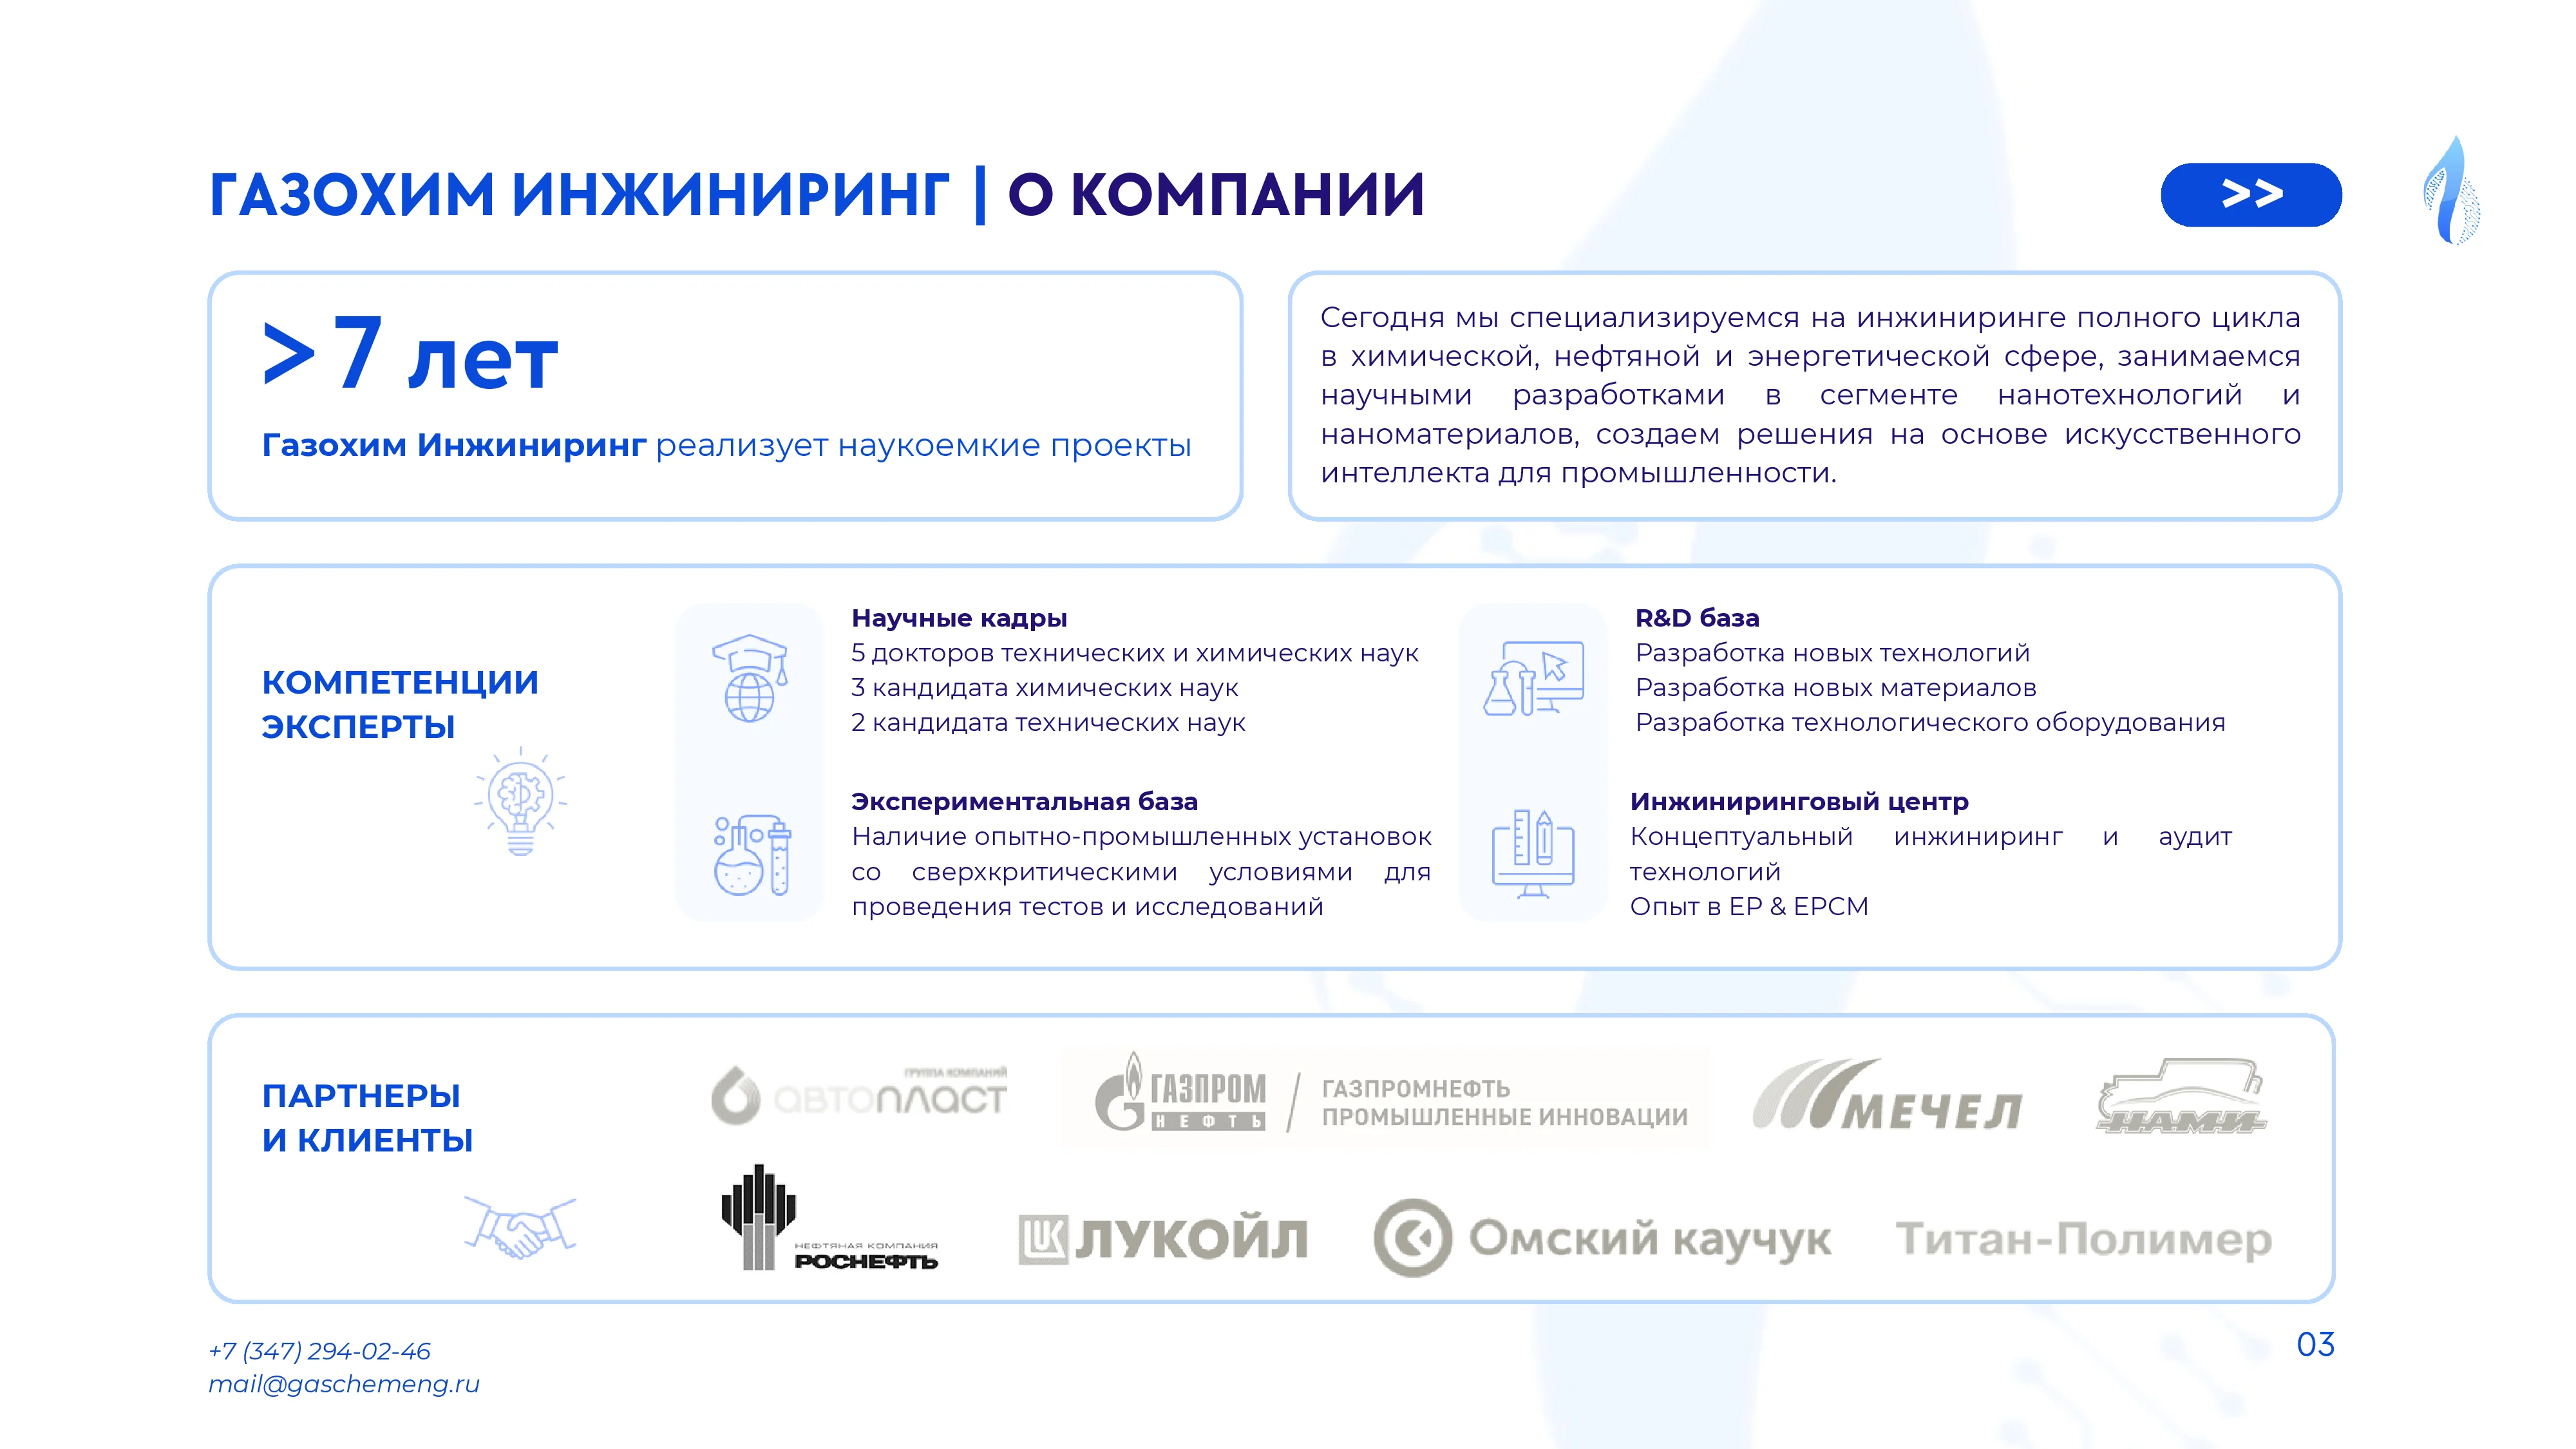 ГАЗОХИМ ИНЖИНИРИНГ | О КОМПАНИИ
>>
> 7 лет
Газохим Инжиниринг реализует наукоемкие проекты
Сегодня мы специализируемся на инжиниринге полного цикла
в химической, нефтяной и энергетической сфере, занимаемся
научными разработками в сегменте нанотехнологий и
наноматериалов, создаем решения на основе искусственного
интеллекта для промышленности.
КОМПЕТЕНЦИИ
ЭКСПЕРТЫ
Научные кадры
5 докторов технических и химических наук
3 кандидата химических наук
2 кандидата технических наук
Экспериментальная база
Наличие опытно-промышленных установок
со сверхкритическими условиями для
проведения тестов и исследований
R&D база
Разработка новых технологий
Разработка новых материалов
Разработка технологического оборудования
Инжиниринговый центр
Концептуальный инжиниринг и аудит
технологий
Опыт в EP & EPCM
ПАРТНЕРЫ
И КЛИЕНТЫ
ГРУППА КОМПАНИЙ
АВТОПЛАСТ
ГАЗПРОМ
НЕФТЬ
ГАЗПРОМНЕФТЬ
ПРОМЫШЛЕННЫЕ ИННОВАЦИИ
МЕЧЕЛ
НАМИ
НЕФТЯНАЯ КОМПАНИЯ
РОСНЕФТЬ
ЛУКОЙЛ
Омский каучук
Титан-Полимер
+7 (347) 294-02-46
mail@gaschemeng.ru
03